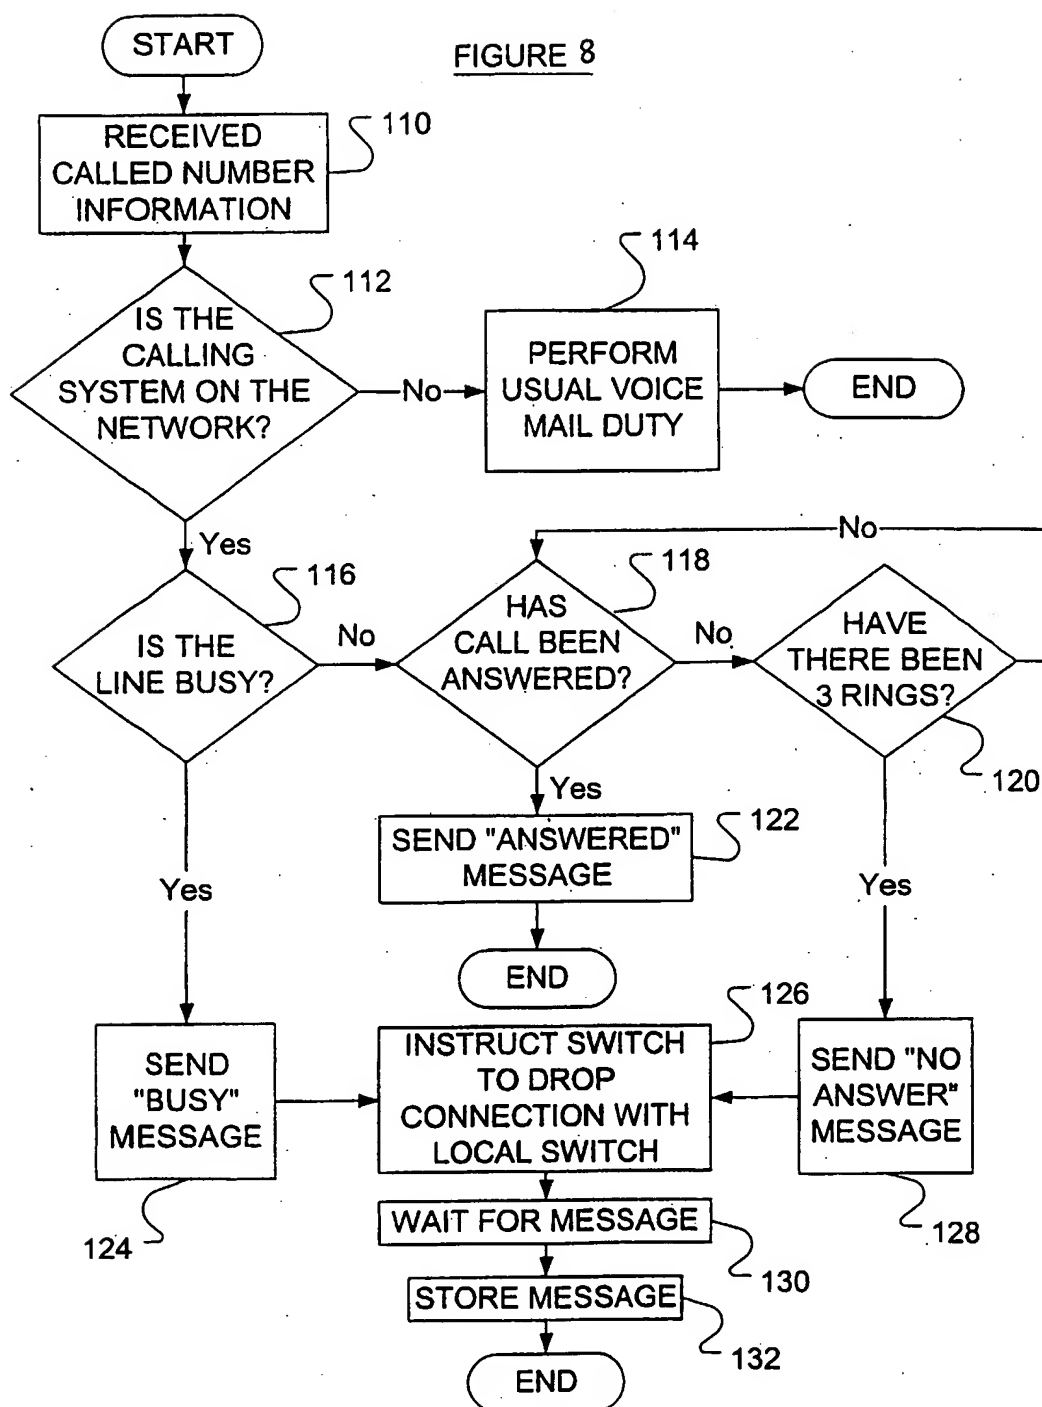 START
FIGURE 8
RECEIVED
CALLED NUMBER
INFORMATION
110
IS THE
CALLING
SYSTEM ON THE
NETWORK?
112
No
PERFORM
USUAL VOICE
MAIL DUTY
114
END
Yes
No
IS THE
LINE BUSY?
116
No
HAS
CALL BEEN
ANSWERED?
118
No
HAVE
THERE BEEN
3 RINGS?
120
Yes
Yes
SEND "ANSWERED"
MESSAGE
122
Yes
END
SEND
"BUSY"
MESSAGE
124
INSTRUCT SWITCH
TO DROP
CONNECTION WITH
LOCAL SWITCH
126
SEND "NO
ANSWER"
MESSAGE
128
WAIT FOR MESSAGE
130
STORE MESSAGE
132
END